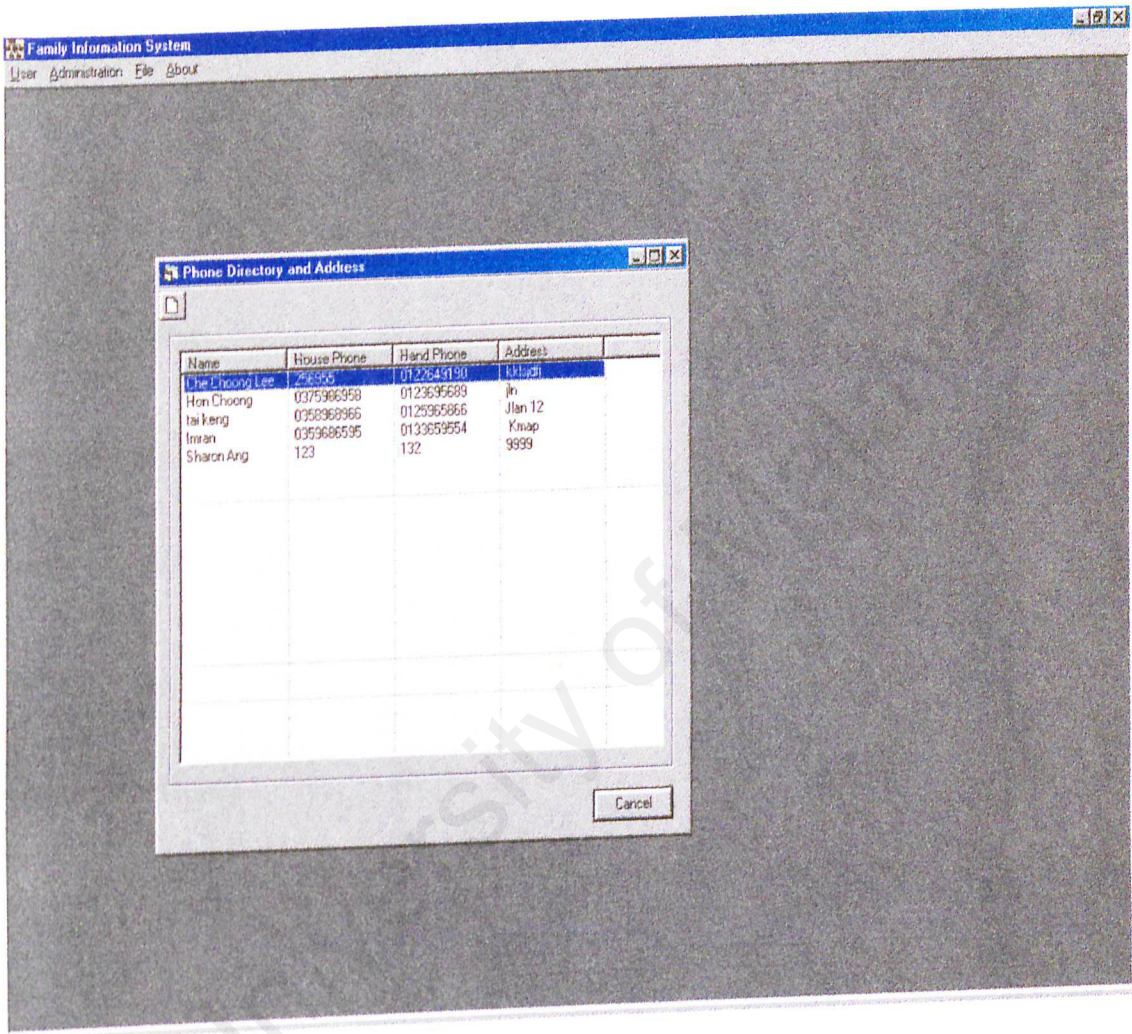 Family Information System
User Administration File About
Phone Directory and Address
Name House Phone Hand Phone Address
Che Choong Lee 256955 0122649190
Hon Choong 0375986958 0123695689 jln
tai keng 0358968966 0125965866 Jlan 12
Imran 0359686595 0133659554 Kmap
Sharon Ang 123 132 9999
Cancel